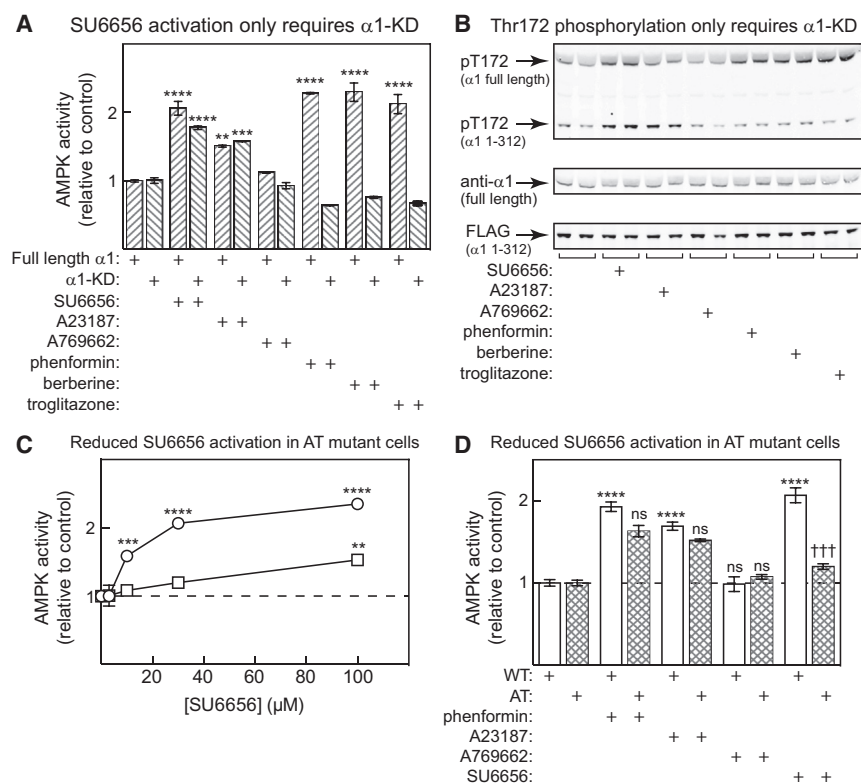 A SU6656 activation only requires α1-KD
AMPK activity
(relative to control)
2
1
**** **** ** *** **** **** ****
Full length α1: + + + + + + +
α1-KD: + + + + + + +
SU6656: + +
A23187: + +
A769662: + +
phenformin: + +
berberine: + +
troglitazone: + +
B Thr172 phosphorylation only requires α1-KD
pT172
(α1 full length)
pT172
(α1 1-312)
anti-α1
(full length)
FLAG
(α1 1-312)
SU6656: +
A23187: +
A769662: +
phenformin: +
berberine: +
troglitazone: +
C Reduced SU6656 activation in AT mutant cells
AMPK activity
(relative to control)
2
1
*** **** ****
**
20 40 60 80 100
[SU6656] (µM)
D Reduced SU6656 activation in AT mutant cells
AMPK activity
(relative to control)
2
1
**** ns **** ns ns ns **** †††
WT: + + + + +
AT: + + + + +
phenformin: + +
A23187: + +
A769662: + +
SU6656: + +